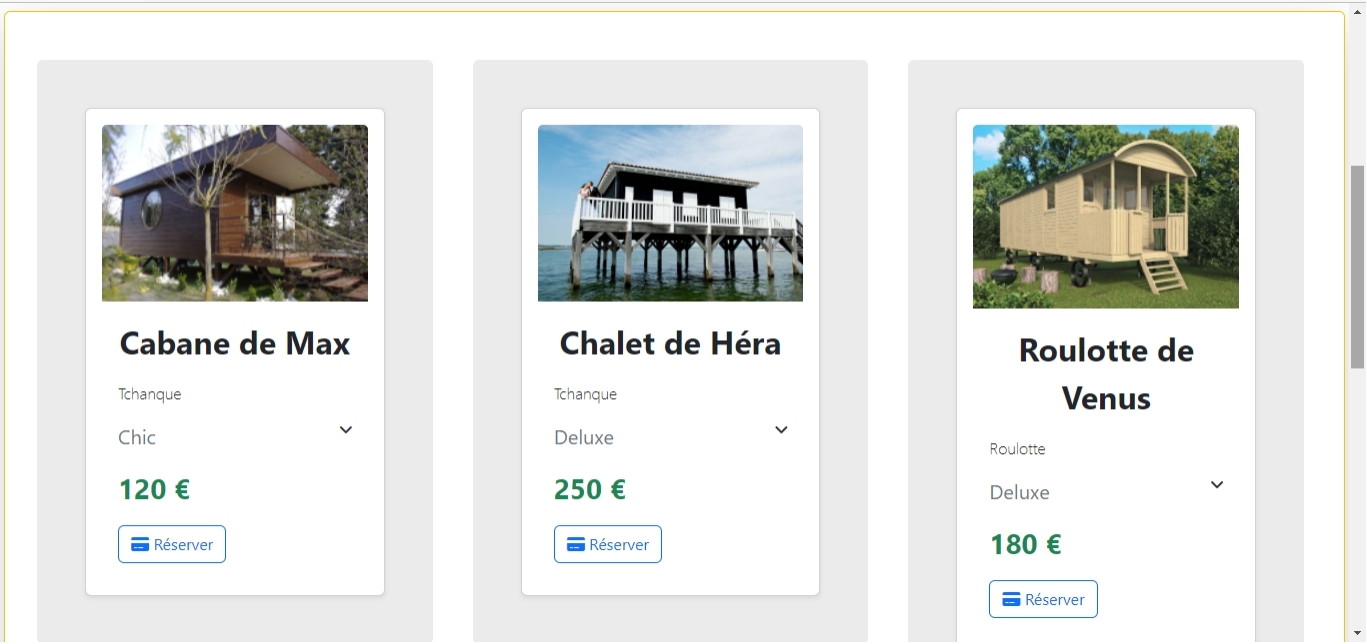 Cabane de Max
Tchanque
Chic
120 €
Réserver
Chalet de Héra
Tchanque
Deluxe
250 €
Réserver
Roulotte de
Venus
Roulotte
Deluxe
180 €
Réserver